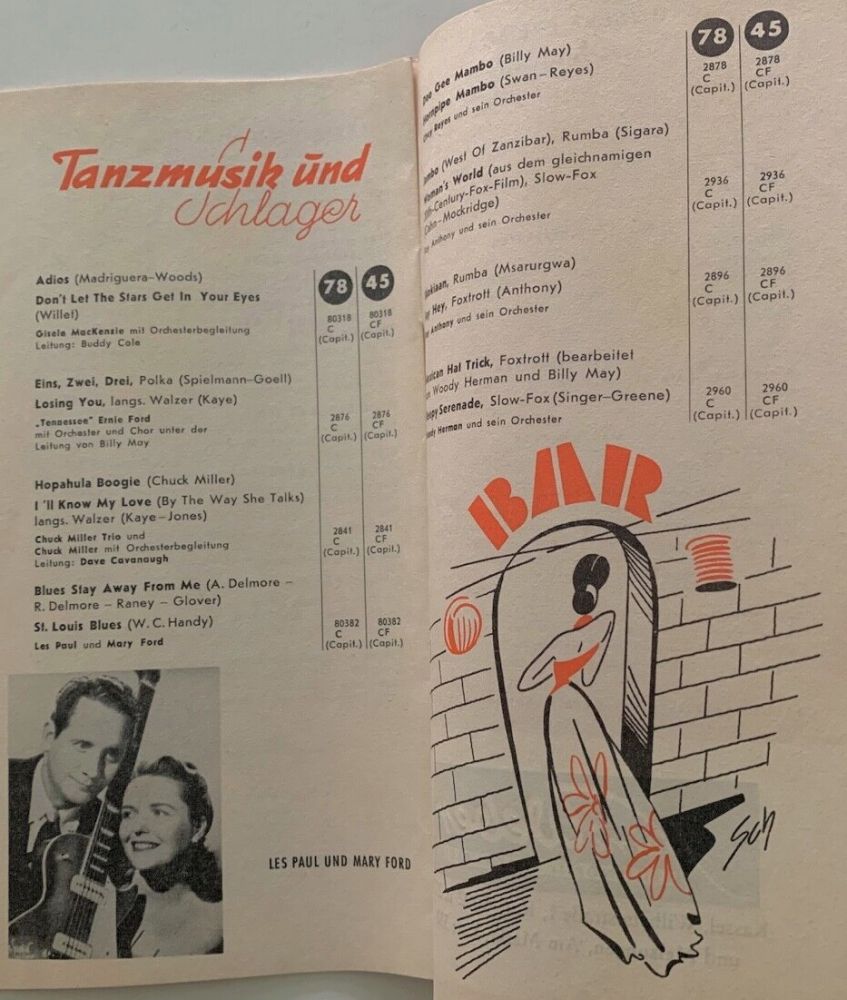 Tanzmusik und
Schlager
78 45
Adios (Madriguera–Woods)
Don't Let The Stars Get In Your Eyes
(Willet)
Gisele MacKenzie mit Orchesterbegleitung
Leitung: Buddy Cole
80318 80318
C CF
(Capit.) (Capit.)
Eins, Zwei, Drei, Polka (Spielmann–Goell)
Losing You, langs. Walzer (Kaye)
„Tennessee" Ernie Ford
mit Orchester und Chor unter der
Leitung von Billy May
2876 2876
C CF
(Capit.) (Capit.)
Hopahula Boogie (Chuck Miller)
I 'll Know My Love (By The Way She Talks)
langs. Walzer (Kaye–Jones)
Chuck Miller Trio und
Chuck Miller mit Orchesterbegleitung
Leitung: Dave Cavanaugh
2841 2841
C CF
(Capit.) (Capit.)
Blues Stay Away From Me (A. Delmore –
R. Delmore – Raney – Glover)
St. Louis Blues (W. C. Handy)
Les Paul und Mary Ford
80382 80382
C CF
(Capit.) (Capit.)
LES PAUL UND MARY FORD
78 45
Gee Mambo (Billy May)
Mambo (Swan–Reyes)
Reyes und sein Orchester
2878 2878
C CF
(Capit.) (Capit.)
(West Of Zanzibar), Rumba (Sigara)
Woman's World (aus dem gleichnamigen
Century-Fox-Film), Slow-Fox
Mockridge)
Anthony und sein Orchester
2936 2936
C CF
(Capit.) (Capit.)
Rumba (Msarurgwa)
Hey, Foxtrott (Anthony)
Anthony und sein Orchester
2896 2896
C CF
(Capit.) (Capit.)
Hat Trick, Foxtrott (bearbeitet
Woody Herman und Billy May)
Serenade, Slow-Fox (Singer–Greene)
Herman und sein Orchester
2960 2960
C CF
(Capit.) (Capit.)
BAR
Sch